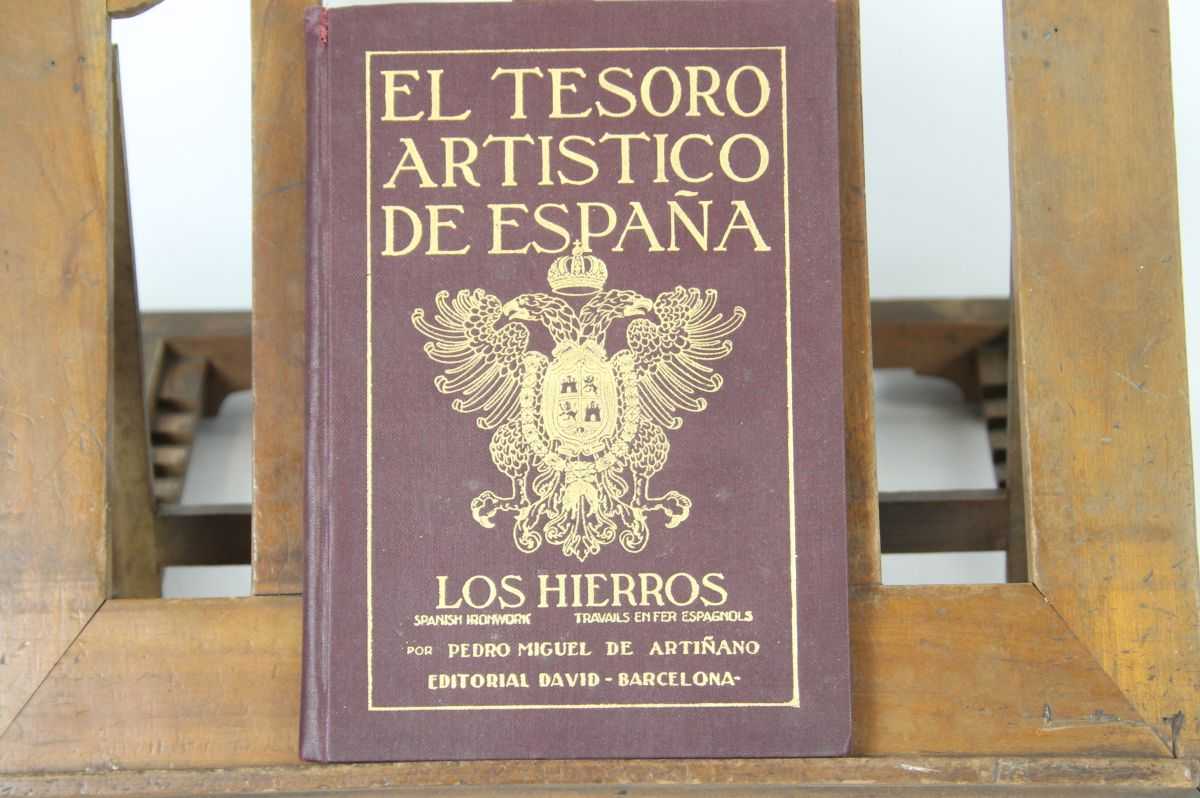 EL TESORO
ARTISTICO
DE ESPAÑA
LOS HIERROS
SPANISH IRONWORK TRAVAILS EN FER ESPAGNOLS
POR PEDRO MIGUEL DE ARTIÑANO
EDITORIAL DAVID - BARCELONA-